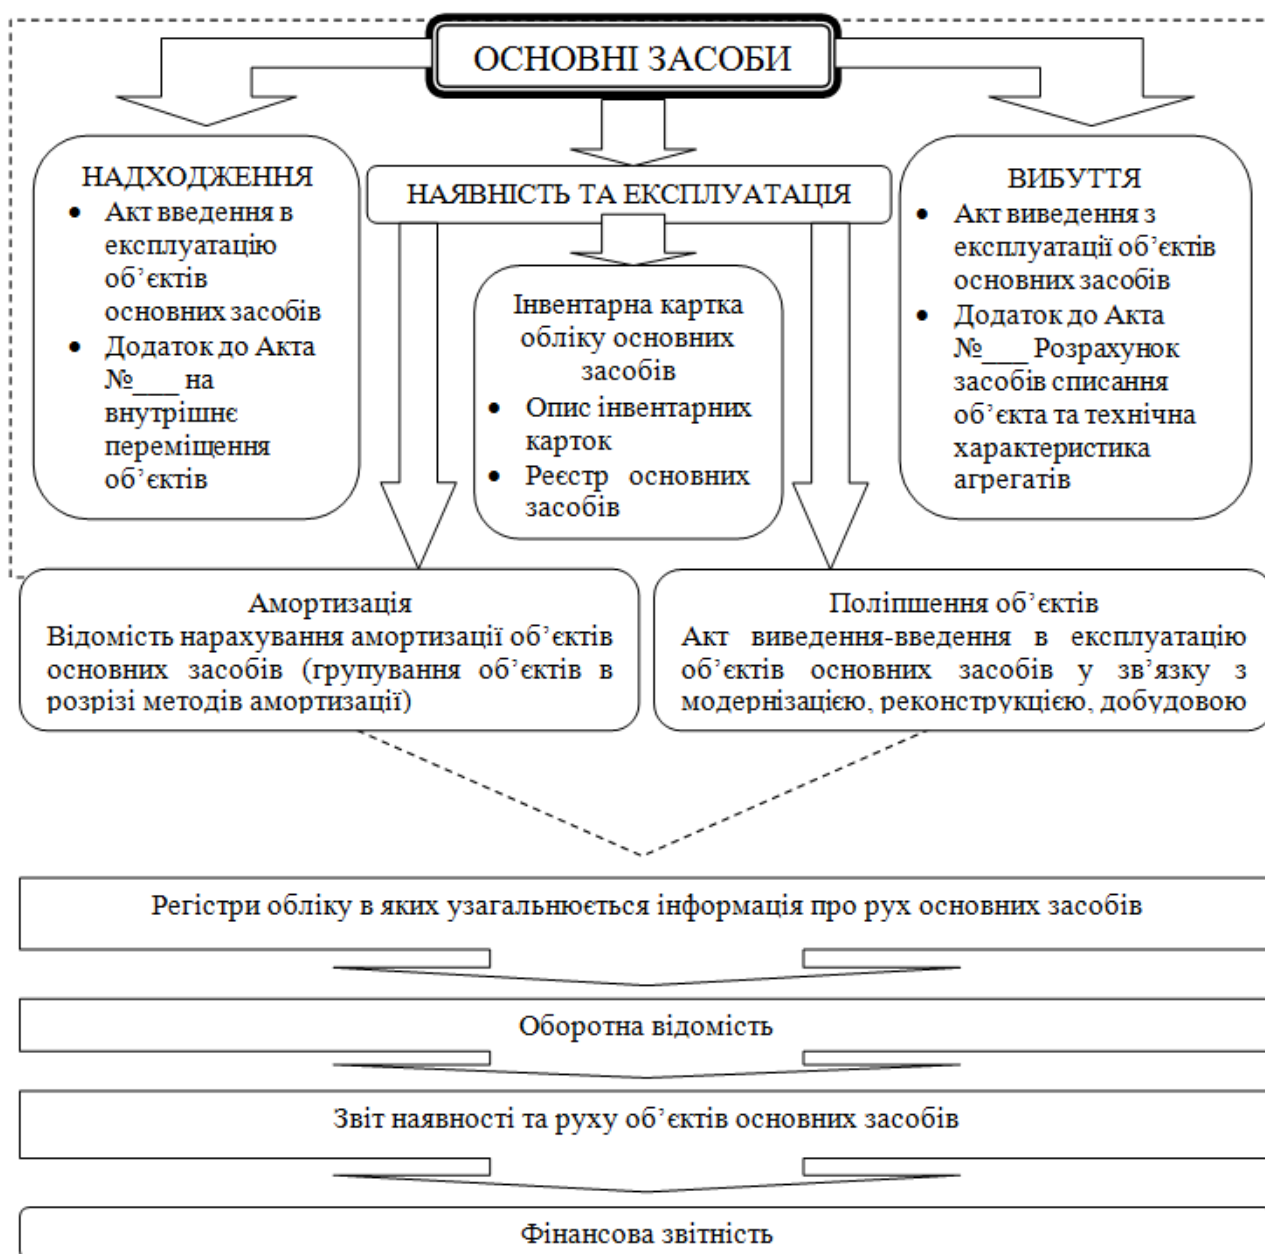 ОСНОВНІ ЗАСОБИ
НАДХОДЖЕННЯ
• Акт введення в
експлуатацію
об’єктів
основних засобів
• Додаток до Акта
№___ на
внутрішнє
переміщення
об’єктів
НАЯВНІСТЬ ТА ЕКСПЛУАТАЦІЯ
Інвентарна картка
обліку основних
засобів
• Опис інвентарних
карток
• Реєстр основних
засобів
ВИБУТТЯ
• Акт виведення з
експлуатації об’єктів
основних засобів
• Додаток до Акта
№___ Розрахунок
засобів списання
об’єкта та технічна
характеристика
агрегатів
Амортизація
Відомість нарахування амортизації об’єктів
основних засобів (групування об’єктів в
розрізі методів амортизації)
Поліпшення об’єктів
Акт виведення-введення в експлуатацію
об’єктів основних засобів у зв’язку з
модернізацією, реконструкцією, добудовою
Регістри обліку в яких узагальнюється інформація про рух основних засобів
Оборотна відомість
Звіт наявності та руху об’єктів основних засобів
Фінансова звітність